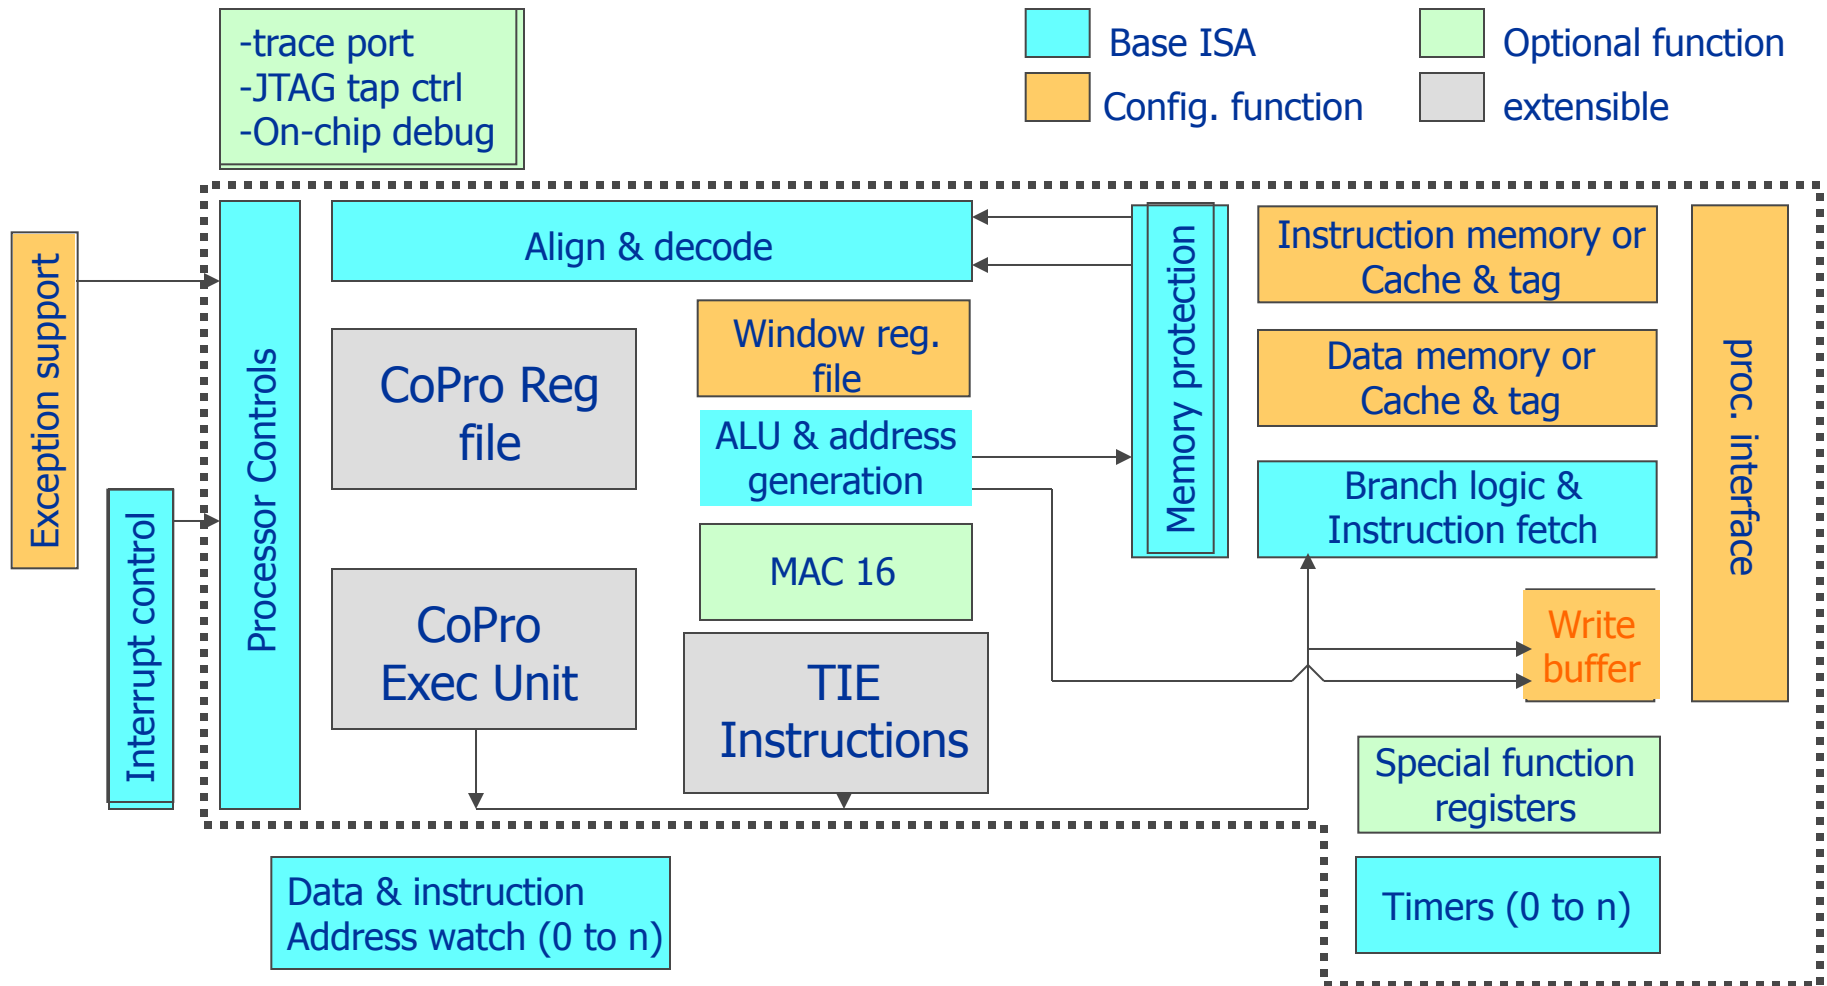 -trace port
-JTAG tap ctrl
-On-chip debug
Base ISA
Optional function
Config. function
extensible
Exception support
Interrupt control
Processor Controls
Align & decode
CoPro Reg
file
Window reg.
file
ALU & address
generation
MAC 16
CoPro
Exec Unit
TIE
Instructions
Memory protection
Instruction memory or
Cache & tag
Data memory or
Cache & tag
Branch logic &
Instruction fetch
Write
buffer
proc. interface
Special function
registers
Timers (0 to n)
Data & instruction
Address watch (0 to n)